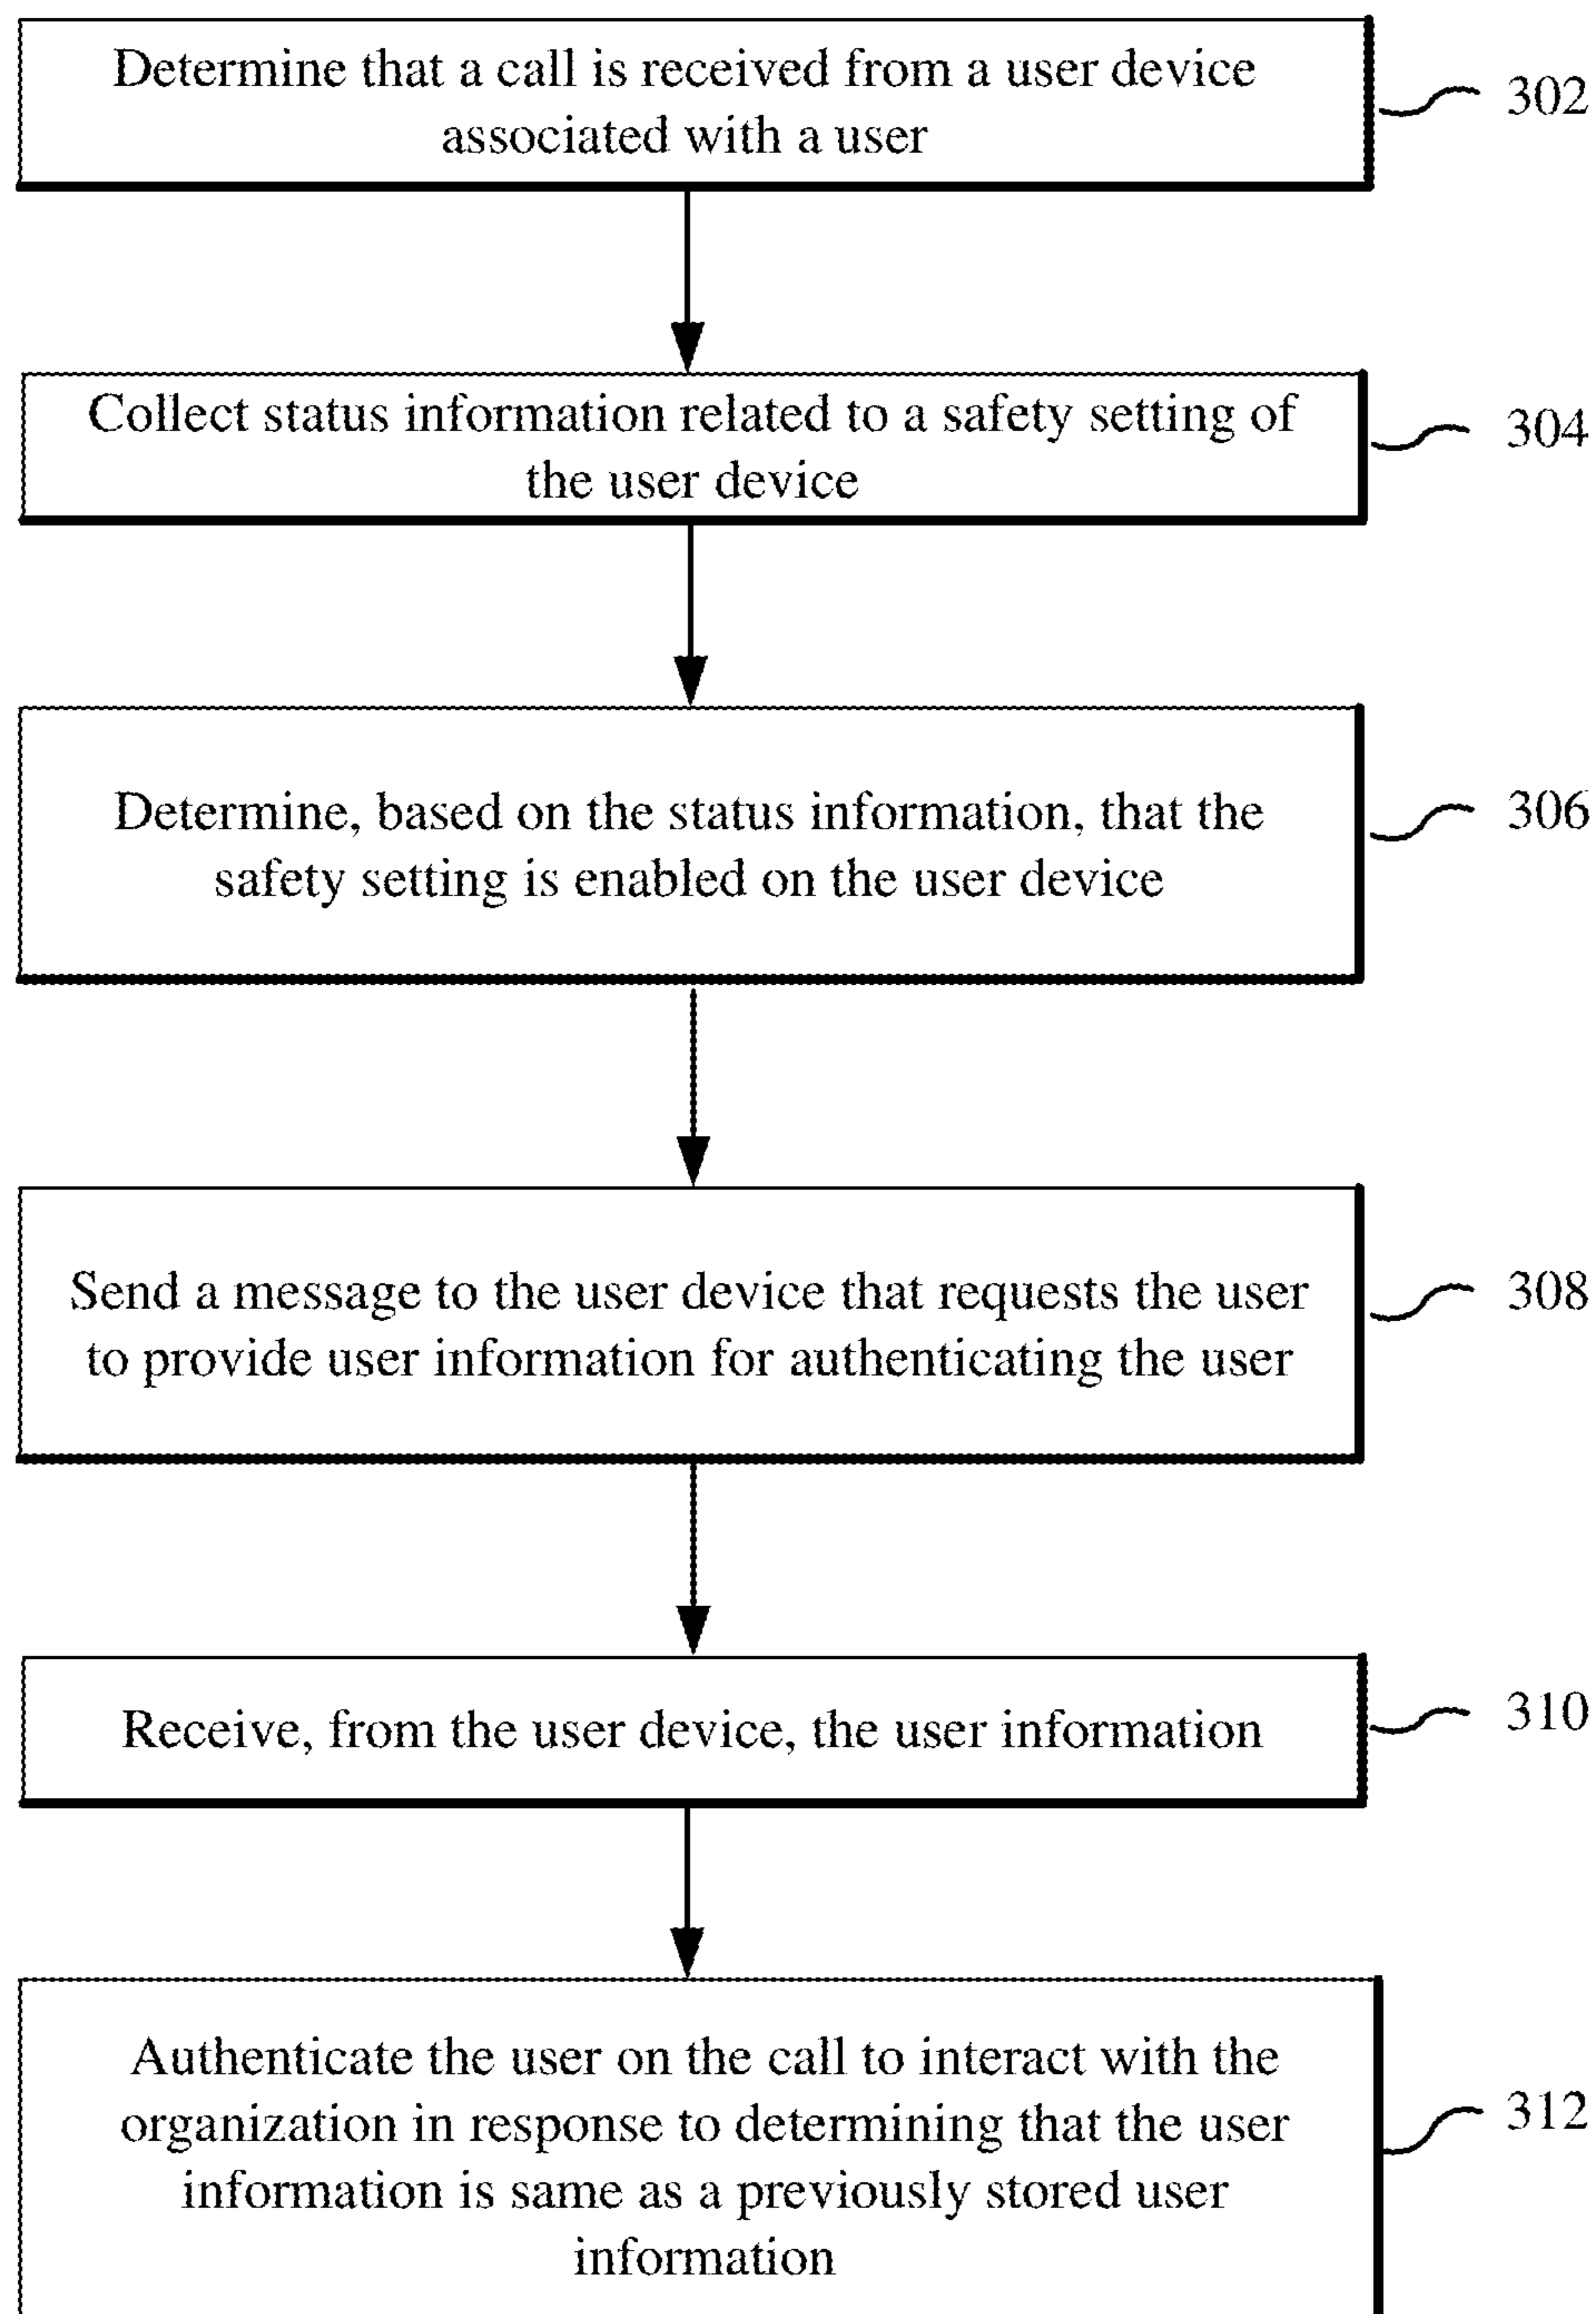 Determine that a call is received from a user device
associated with a user
302
Collect status information related to a safety setting of
the user device
304
Determine, based on the status information, that the
safety setting is enabled on the user device
306
Send a message to the user device that requests the user
to provide user information for authenticating the user
308
Receive, from the user device, the user information
310
Authenticate the user on the call to interact with the
organization in response to determining that the user
information is same as a previously stored user
information
312